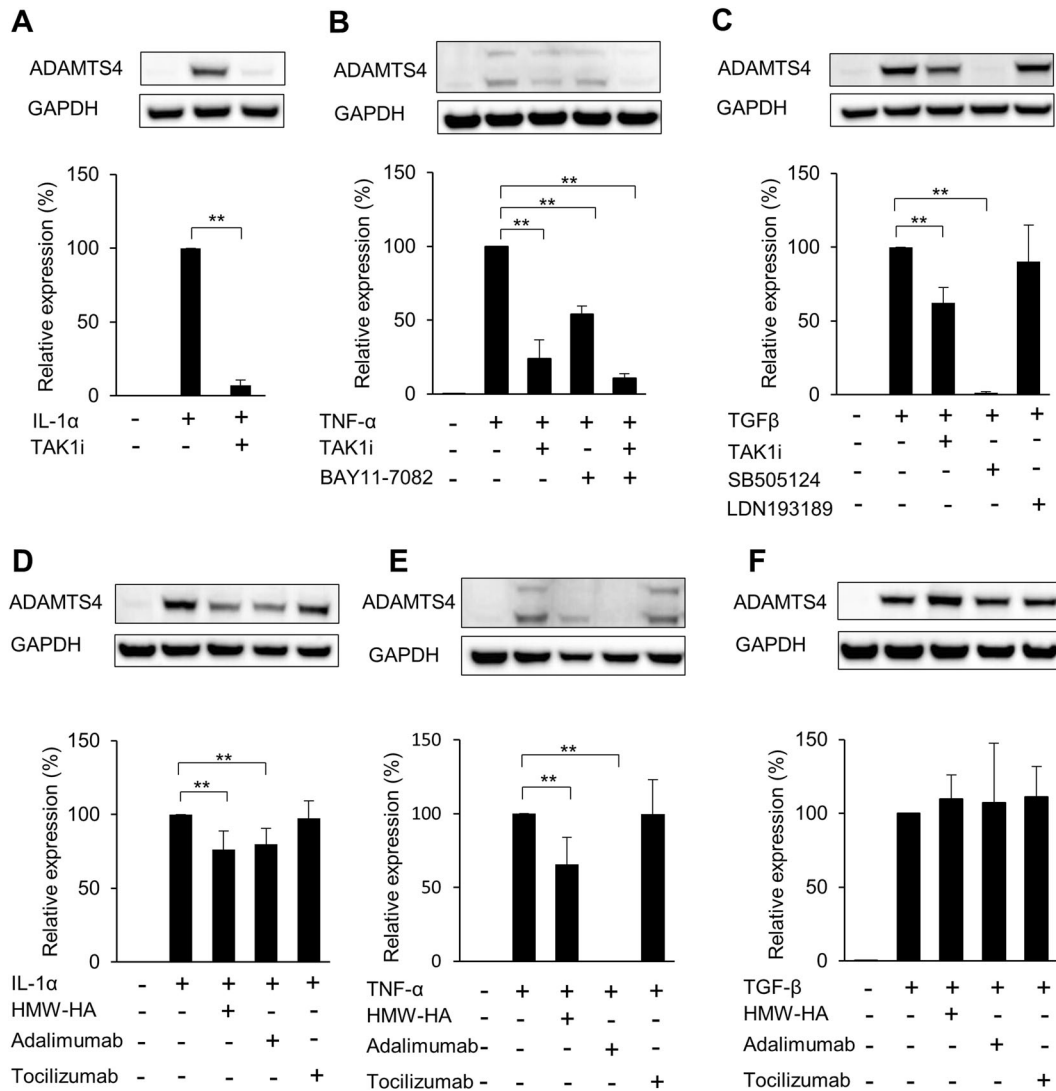 A
ADAMTS4
GAPDH
Relative expression (%)
150
100
50
0
**
IL-1α - + +
TAK1i - - +
B
ADAMTS4
GAPDH
Relative expression (%)
150
100
50
0
**
**
**
TNF-α - + + + +
TAK1i - - + - +
BAY11-7082 - - - + +
C
ADAMTS4
GAPDH
Relative expression (%)
150
100
50
0
**
**
TGFβ - + + + +
TAK1i - - + - -
SB505124 - - - + -
LDN193189 - - - - +
D
ADAMTS4
GAPDH
Relative expression (%)
150
100
50
0
**
**
IL-1α - + + + +
HMW-HA - - + - -
Adalimumab - - - + -
Tocilizumab - - - - +
E
ADAMTS4
GAPDH
Relative expression (%)
150
100
50
0
**
**
TNF-α - + + + +
HMW-HA - - + - -
Adalimumab - - - + -
Tocilizumab - - - - +
F
ADAMTS4
GAPDH
Relative expression (%)
150
100
50
0
TGF-β - + + + +
HMW-HA - - + - -
Adalimumab - - - + -
Tocilizumab - - - - +